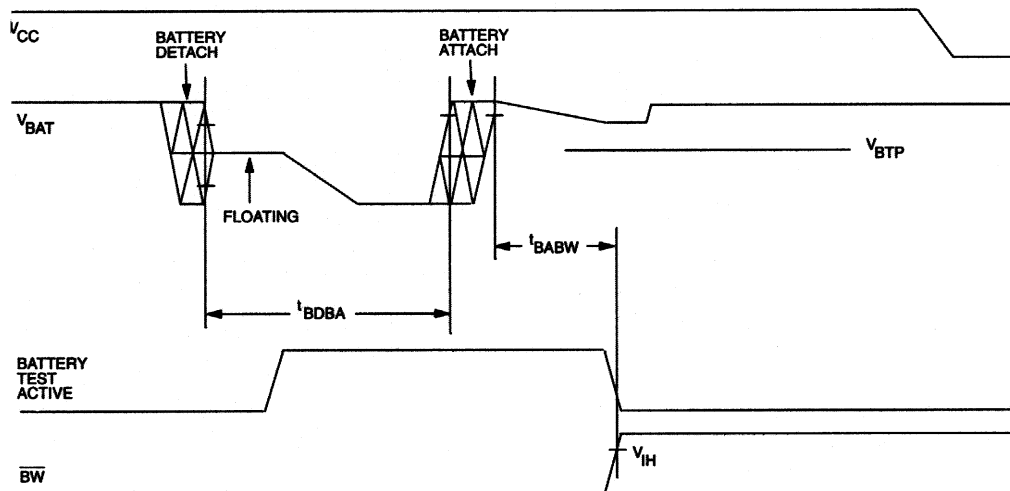 VCC
BATTERY
DETACH
BATTERY
ATTACH
VBAT
VBTP
FLOATING
tBABW
tBDBA
BATTERY
TEST
ACTIVE
VIH
BW